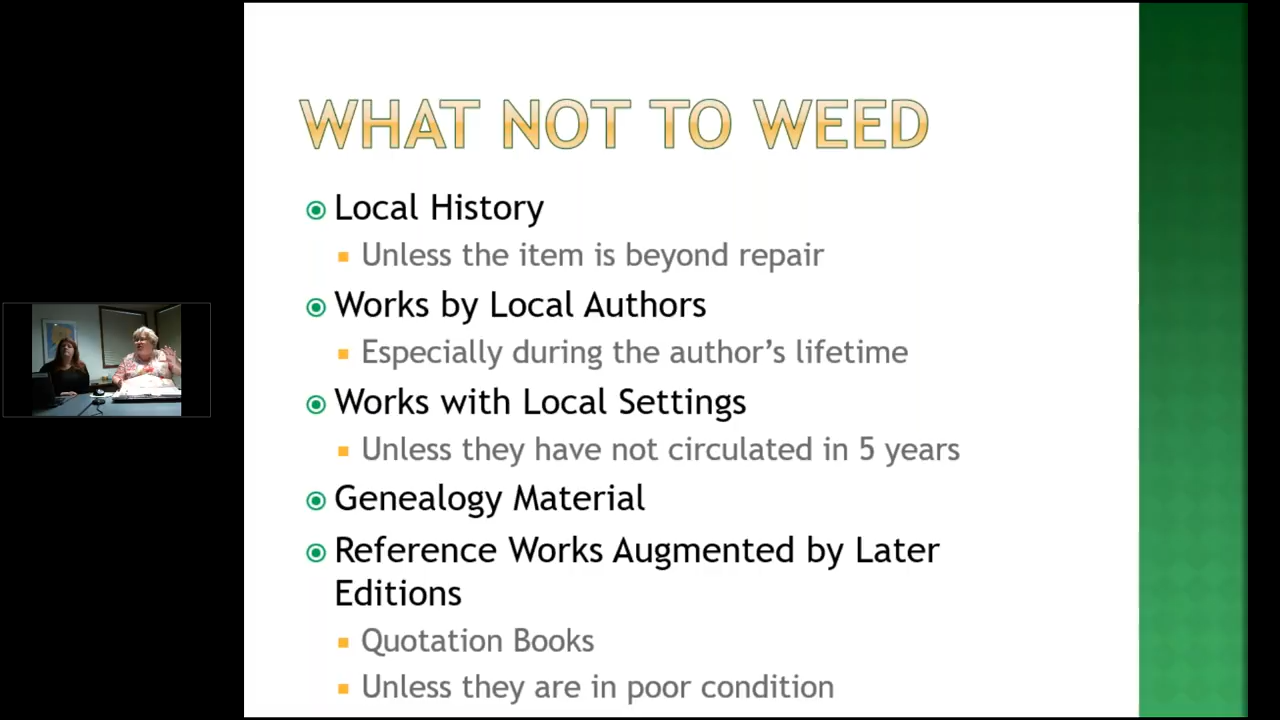 WHAT NOT TO WEED
Local History
Unless the item is beyond repair
Works by Local Authors
Especially during the author's lifetime
Works with Local Settings
Unless they have not circulated in 5 years
Genealogy Material
Reference Works Augmented by Later
Editions
Quotation Books
Unless they are in poor condition